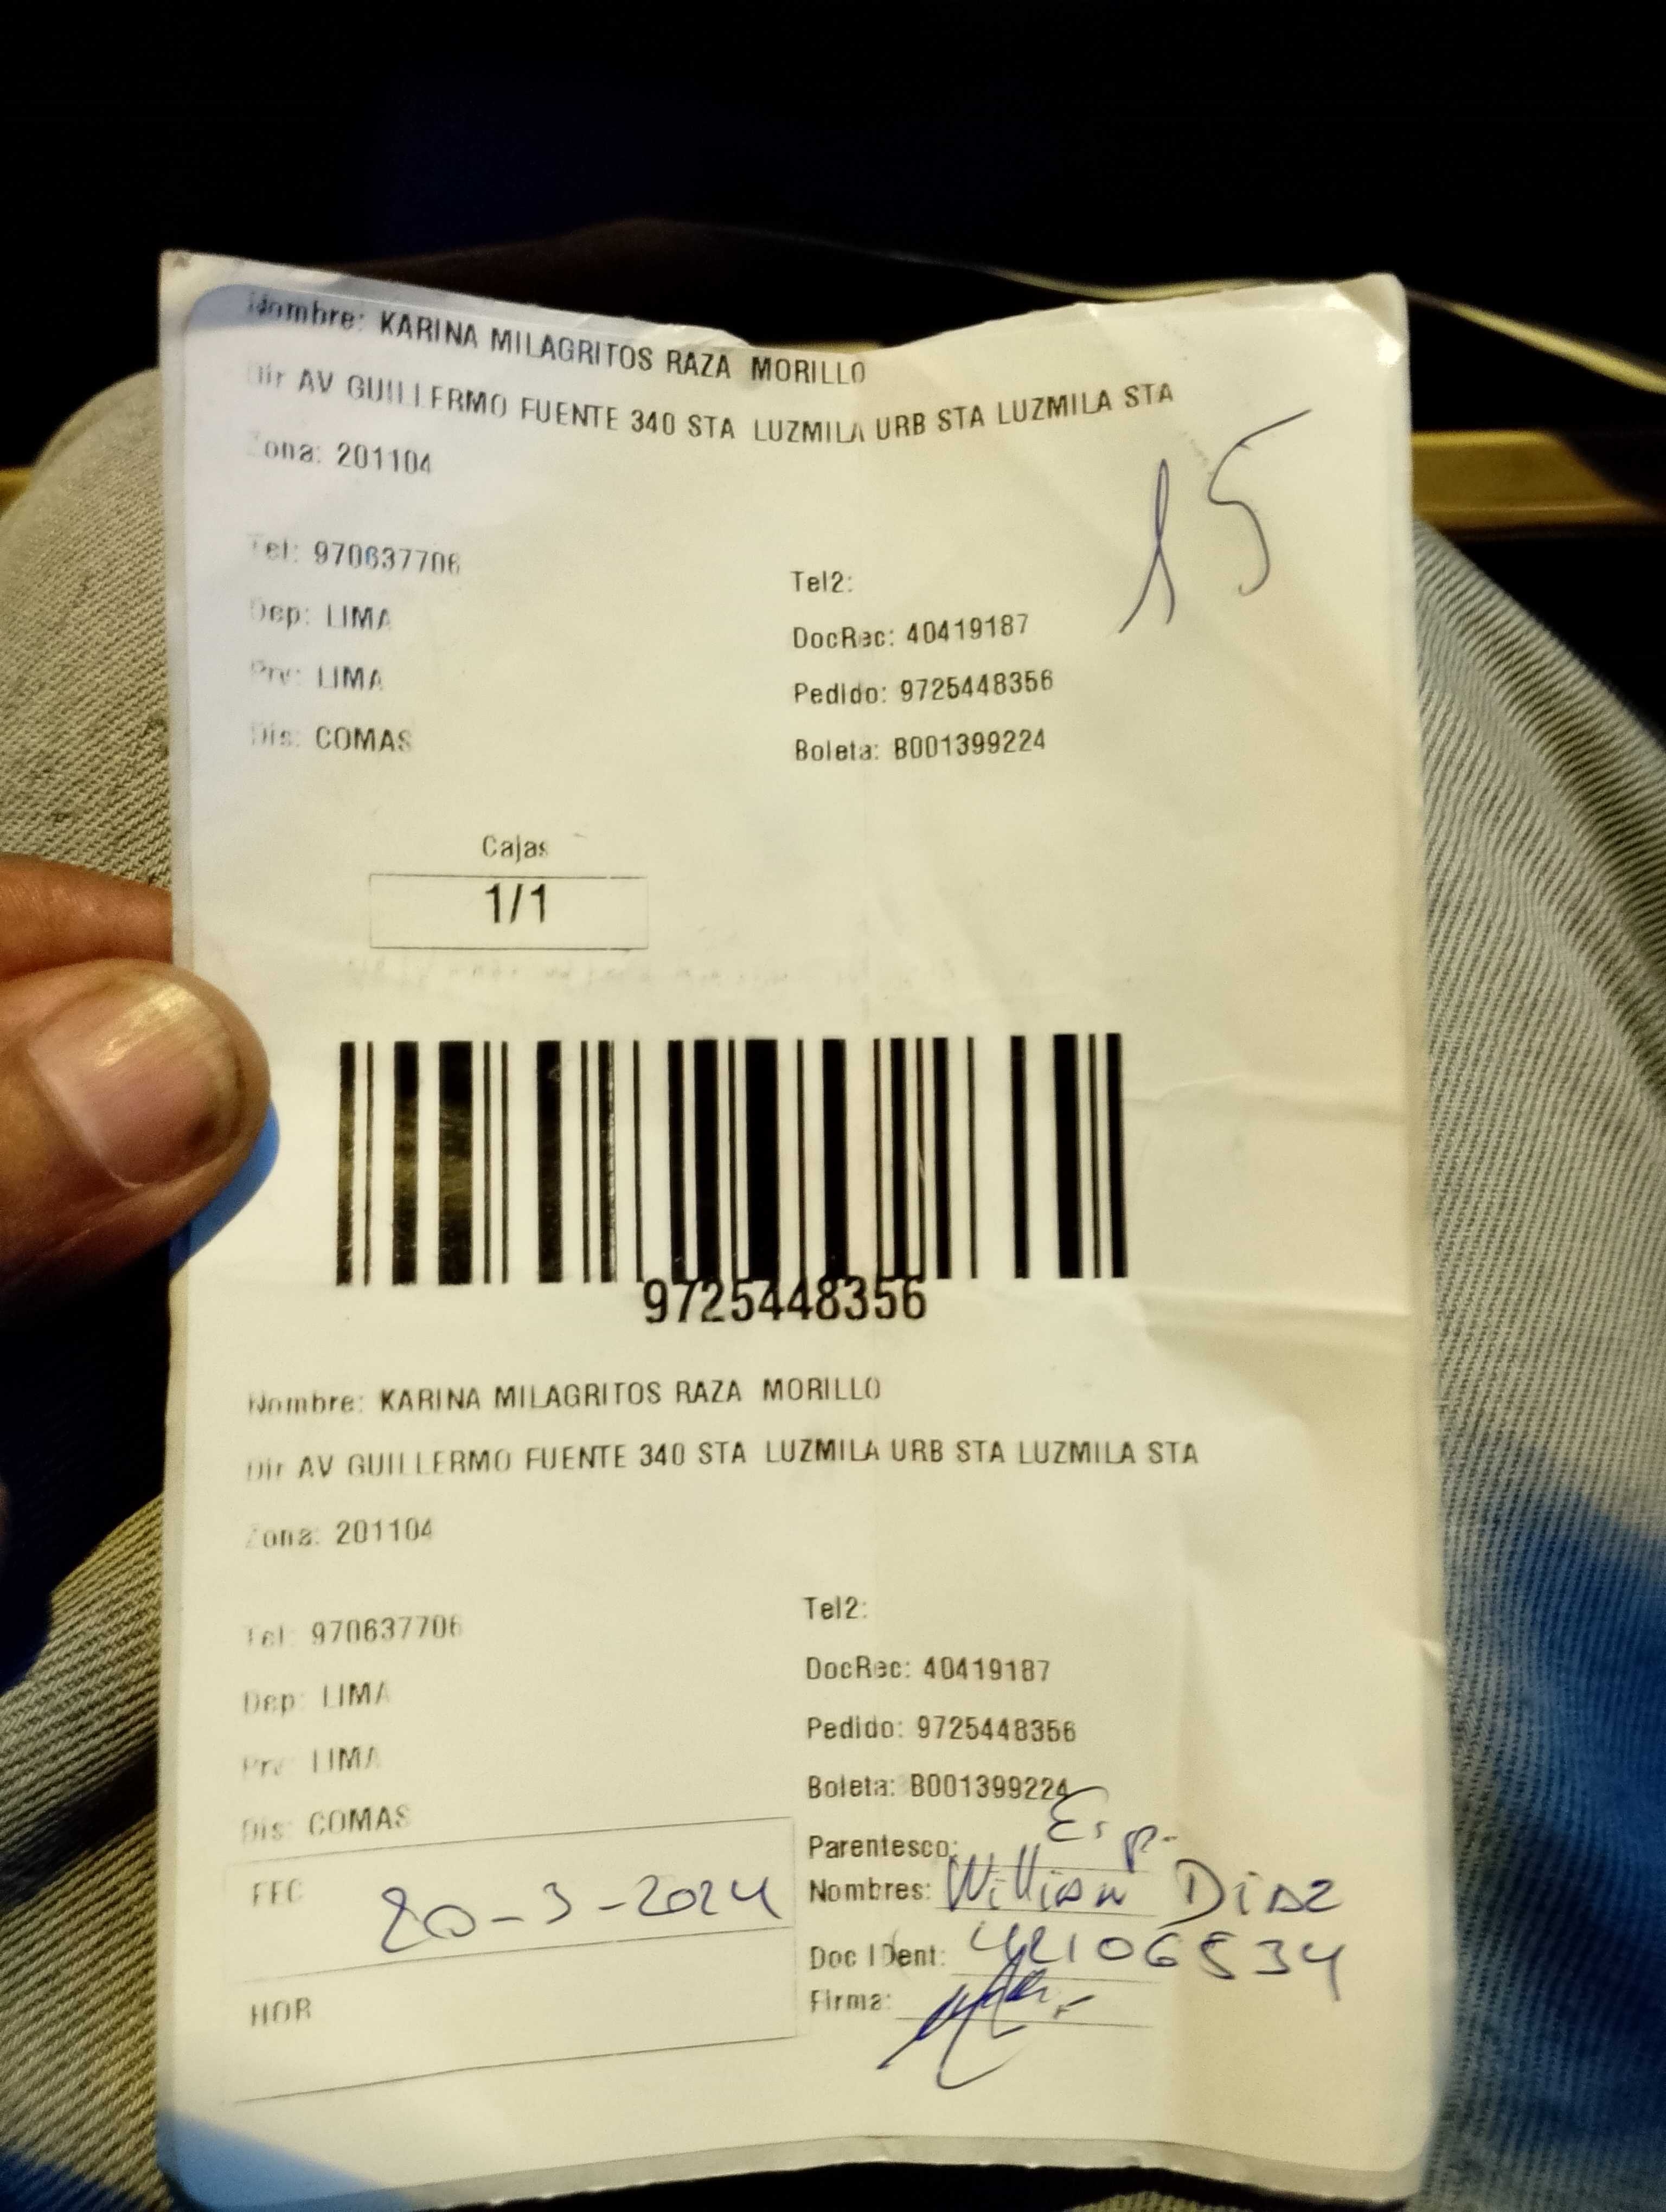 Nombre: KARINA MILAGRITOS RAZA MORILLO
Dir AV GUILLERMO FUENTE 340 STA LUZMILA URB STA LUZMILA STA
Zona: 201104
15
Tel: 970637706
Tel2:
Dep: LIMA
DocRec: 40419187
Prv: LIMA
Pedido: 9725448356
Dis: COMAS
Boleta: B001399224
Cajas
1/1
9725448356
Nombre: KARINA MILAGRITOS RAZA MORILLO
Dir AV GUILLERMO FUENTE 340 STA LUZMILA URB STA LUZMILA STA
Zona: 201104
Tel: 970637706
Tel2:
Dep: LIMA
DocRec: 40419187
Prv: LIMA
Pedido: 9725448356
Dis: COMAS
Boleta: B001399224
Parentesco: Esp.
FEC 20-3-2024
Nombres: William Diaz
Doc IDent:
HOR
Firma: